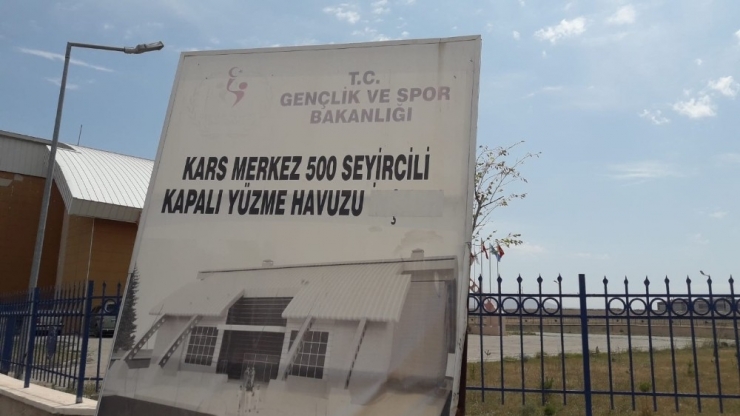 T.C.
GENÇLİK VE SPOR
BAKANLIĞI
KARS MERKEZ 500 SEYİRCİLİ
KAPALI YÜZME HAVUZU